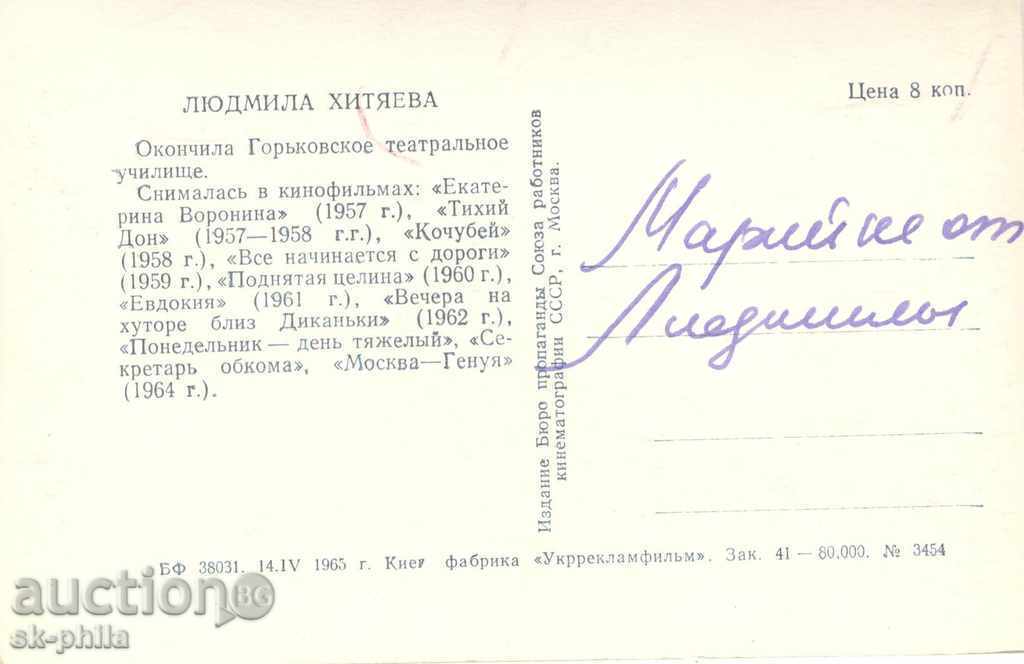 ЛЮДМИЛА ХИТЯЕВА
Окончила Горьковское театральное
училище.
Снималась в кинофильмах: «Екате-
рина Воронина» (1957 г.), «Тихий
Дон» (1957—1958 г.г.), «Кочубей»
(1958 г.), «Все начинается с дороги»
(1959 г.), «Поднятая целина» (1960 г.),
«Евдокия» (1961 г.), «Вечера на
хуторе близ Диканьки» (1962 г.),
«Понедельник — день тяжелый», «Се-
кретарь обкома», «Москва—Генуя»
(1964 г.).
Издание Бюро пропаганды Союза работников
кинематографии СССР, г. Москва.
Цена 8 коп.
Марийке от
Людмилы
БФ 38031. 14.IV 1965 г. Киев фабрика «Укррекламфильм». Зак. 41 — 80.000. № 3454
auction BG
sk-phila